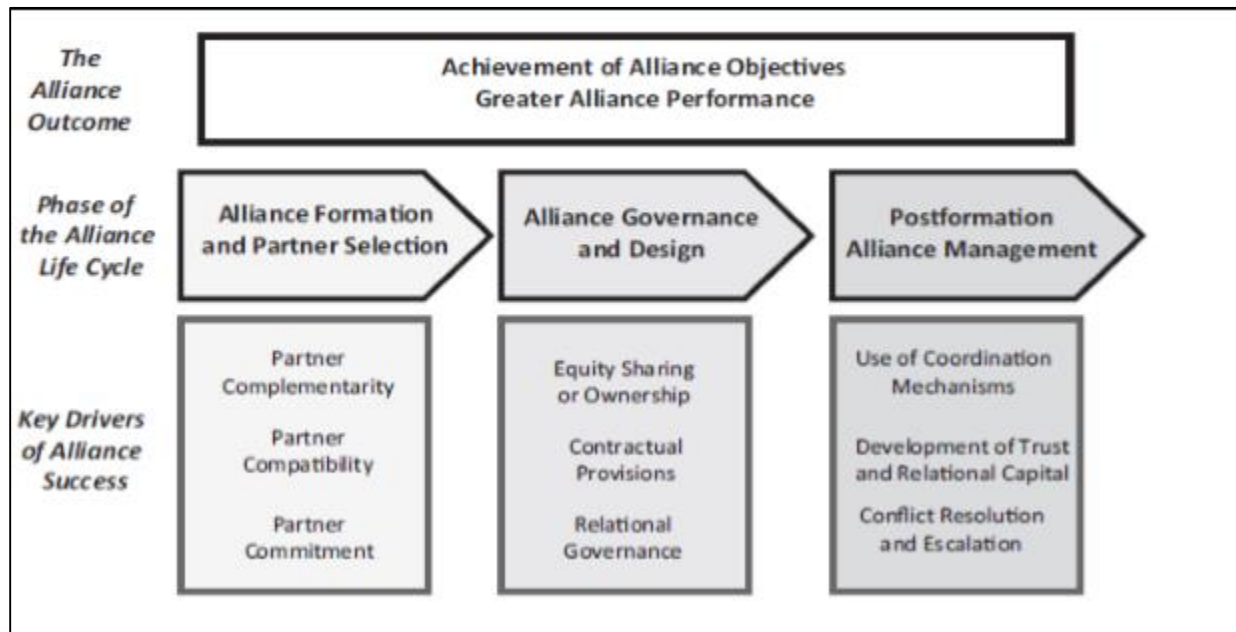 The
Alliance
Outcome
Achievement of Alliance Objectives
Greater Alliance Performance
Phase of
the Alliance
Life Cycle
Alliance Formation
and Partner Selection
Alliance Governance
and Design
Postformation
Alliance Management
Key Drivers
of Alliance
Success
Partner
Complementarity
Partner
Compatibility
Partner
Commitment
Equity Sharing
or Ownership
Contractual
Provisions
Relational
Governance
Use of Coordination
Mechanisms
Development of Trust
and Relational Capital
Conflict Resolution
and Escalation